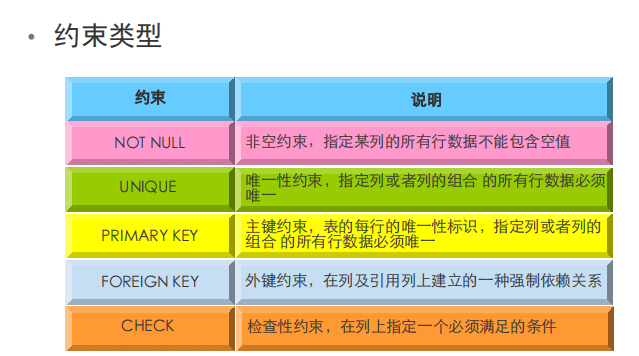 • 约束类型
约束 说明
NOT NULL 非空约束，指定某列的所有行数据不能包含空值
UNIQUE 唯一性约束，指定列或者列的组合 的所有行数据必须
唯一
PRIMARY KEY 主键约束，表的每行的唯一性标识，指定列或者列的
组合 的所有行数据必须唯一
FOREIGN KEY 外键约束，在列及引用列上建立的一种强制依赖关系
CHECK 检查性约束，在列上指定一个必须满足的条件